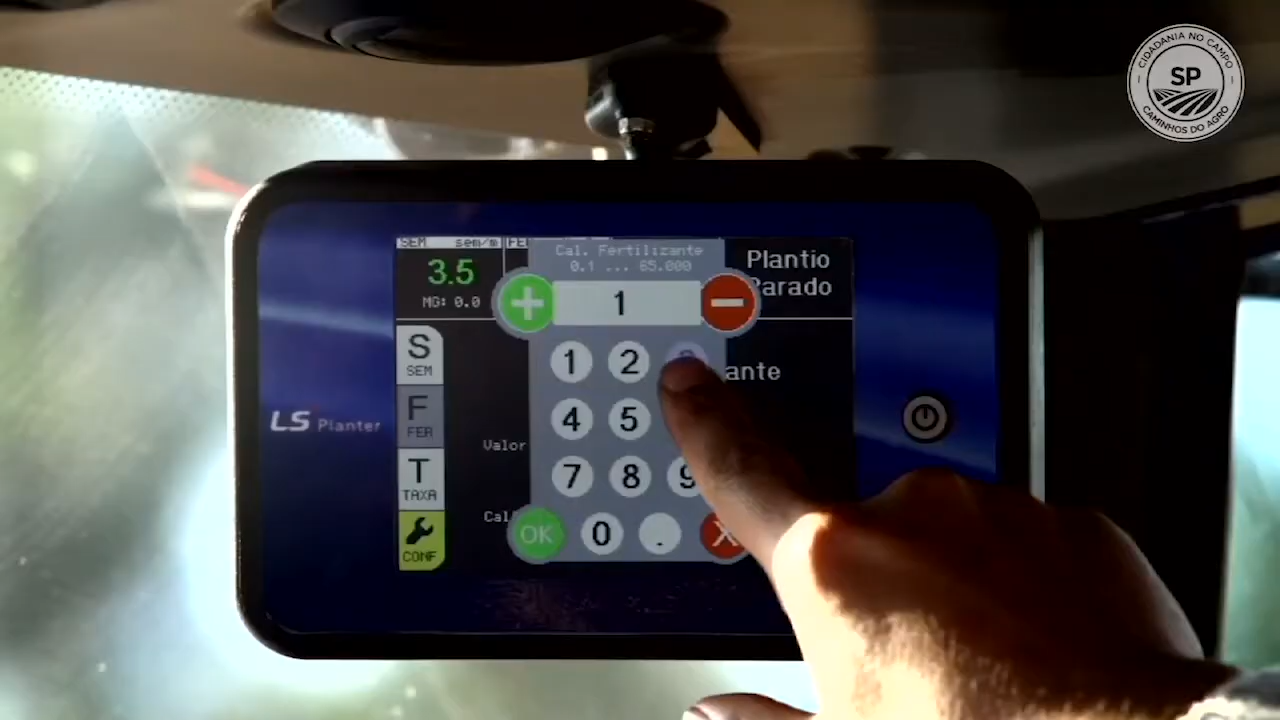 CIDADANIA NO CAMPO
SP
CAMINHOS DO AGRO
SEM sem/m FE
3.5
MG: 0.0
Cal. Fertilizante
0.1 ... 65.000
Plantio
Parado
+ 1 −
1 2
S
SEM
ante
4 5
F
FER
LS Planter
Valor
7 8 9
T
TAXA
Cal
OK 0 . X
CONF